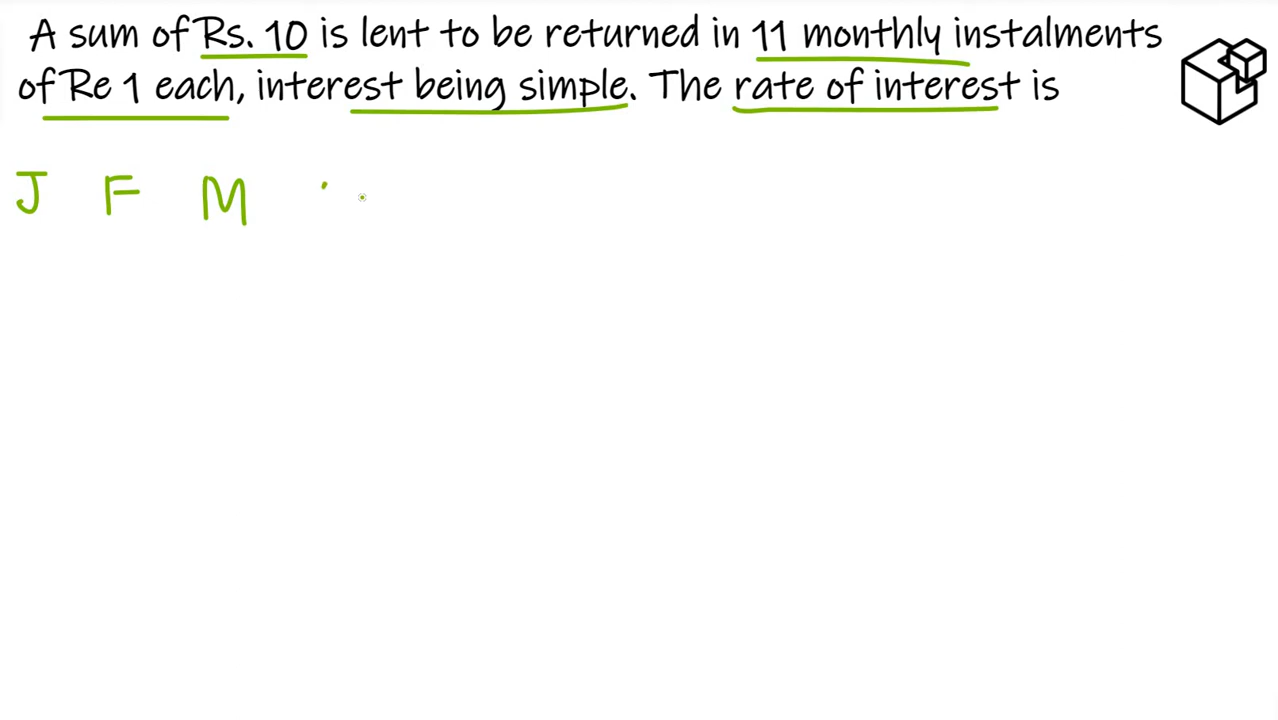 A sum of Rs. 10 is lent to be returned in 11 monthly instalments
of Re 1 each, interest being simple. The rate of interest is
J F M